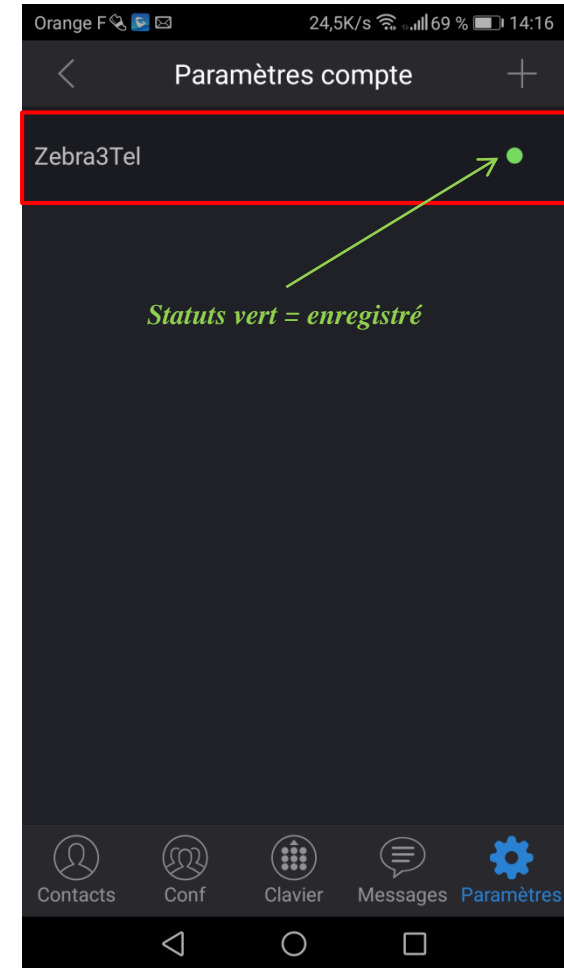 Orange F 24,5K/s 69 % 14:16
Paramètres compte
Zebra3Tel
Statuts vert = enregistré
Contacts Conf Clavier Messages Paramètres